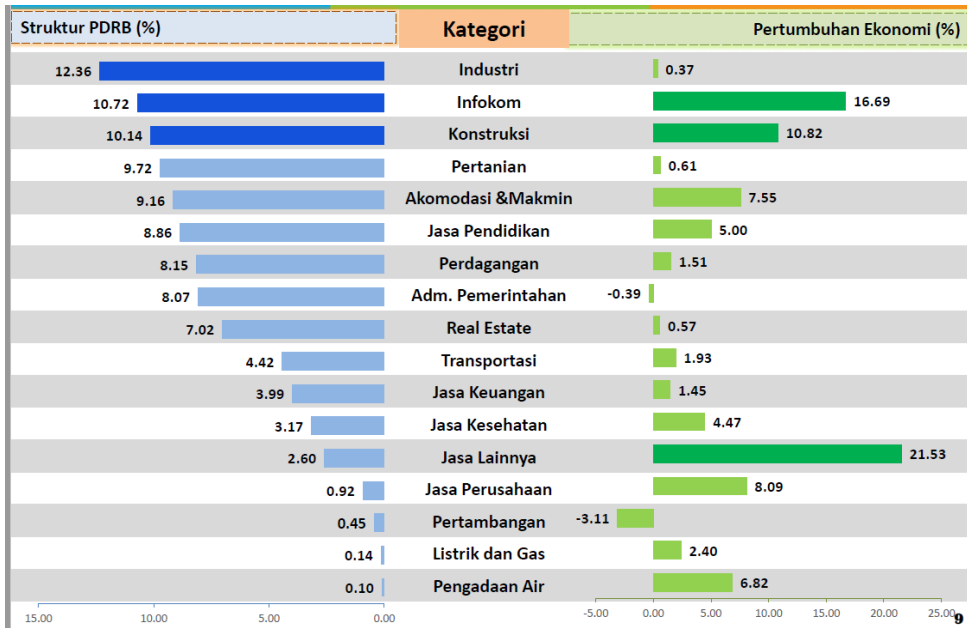 Struktur PDRB (%) Kategori Pertumbuhan Ekonomi (%)
12.36 Industri 0.37
10.72 Infokom 16.69
10.14 Konstruksi 10.82
9.72 Pertanian 0.61
9.16 Akomodasi &Makmin 7.55
8.86 Jasa Pendidikan 5.00
8.15 Perdagangan 1.51
8.07 Adm. Pemerintahan -0.39
7.02 Real Estate 0.57
4.42 Transportasi 1.93
3.99 Jasa Keuangan 1.45
3.17 Jasa Kesehatan 4.47
2.60 Jasa Lainnya 21.53
0.92 Jasa Perusahaan 8.09
0.45 Pertambangan -3.11
0.14 Listrik dan Gas 2.40
0.10 Pengadaan Air 6.82
15.00 10.00 5.00 0.00 -5.00 0.00 5.00 10.00 15.00 20.00 25.00 9